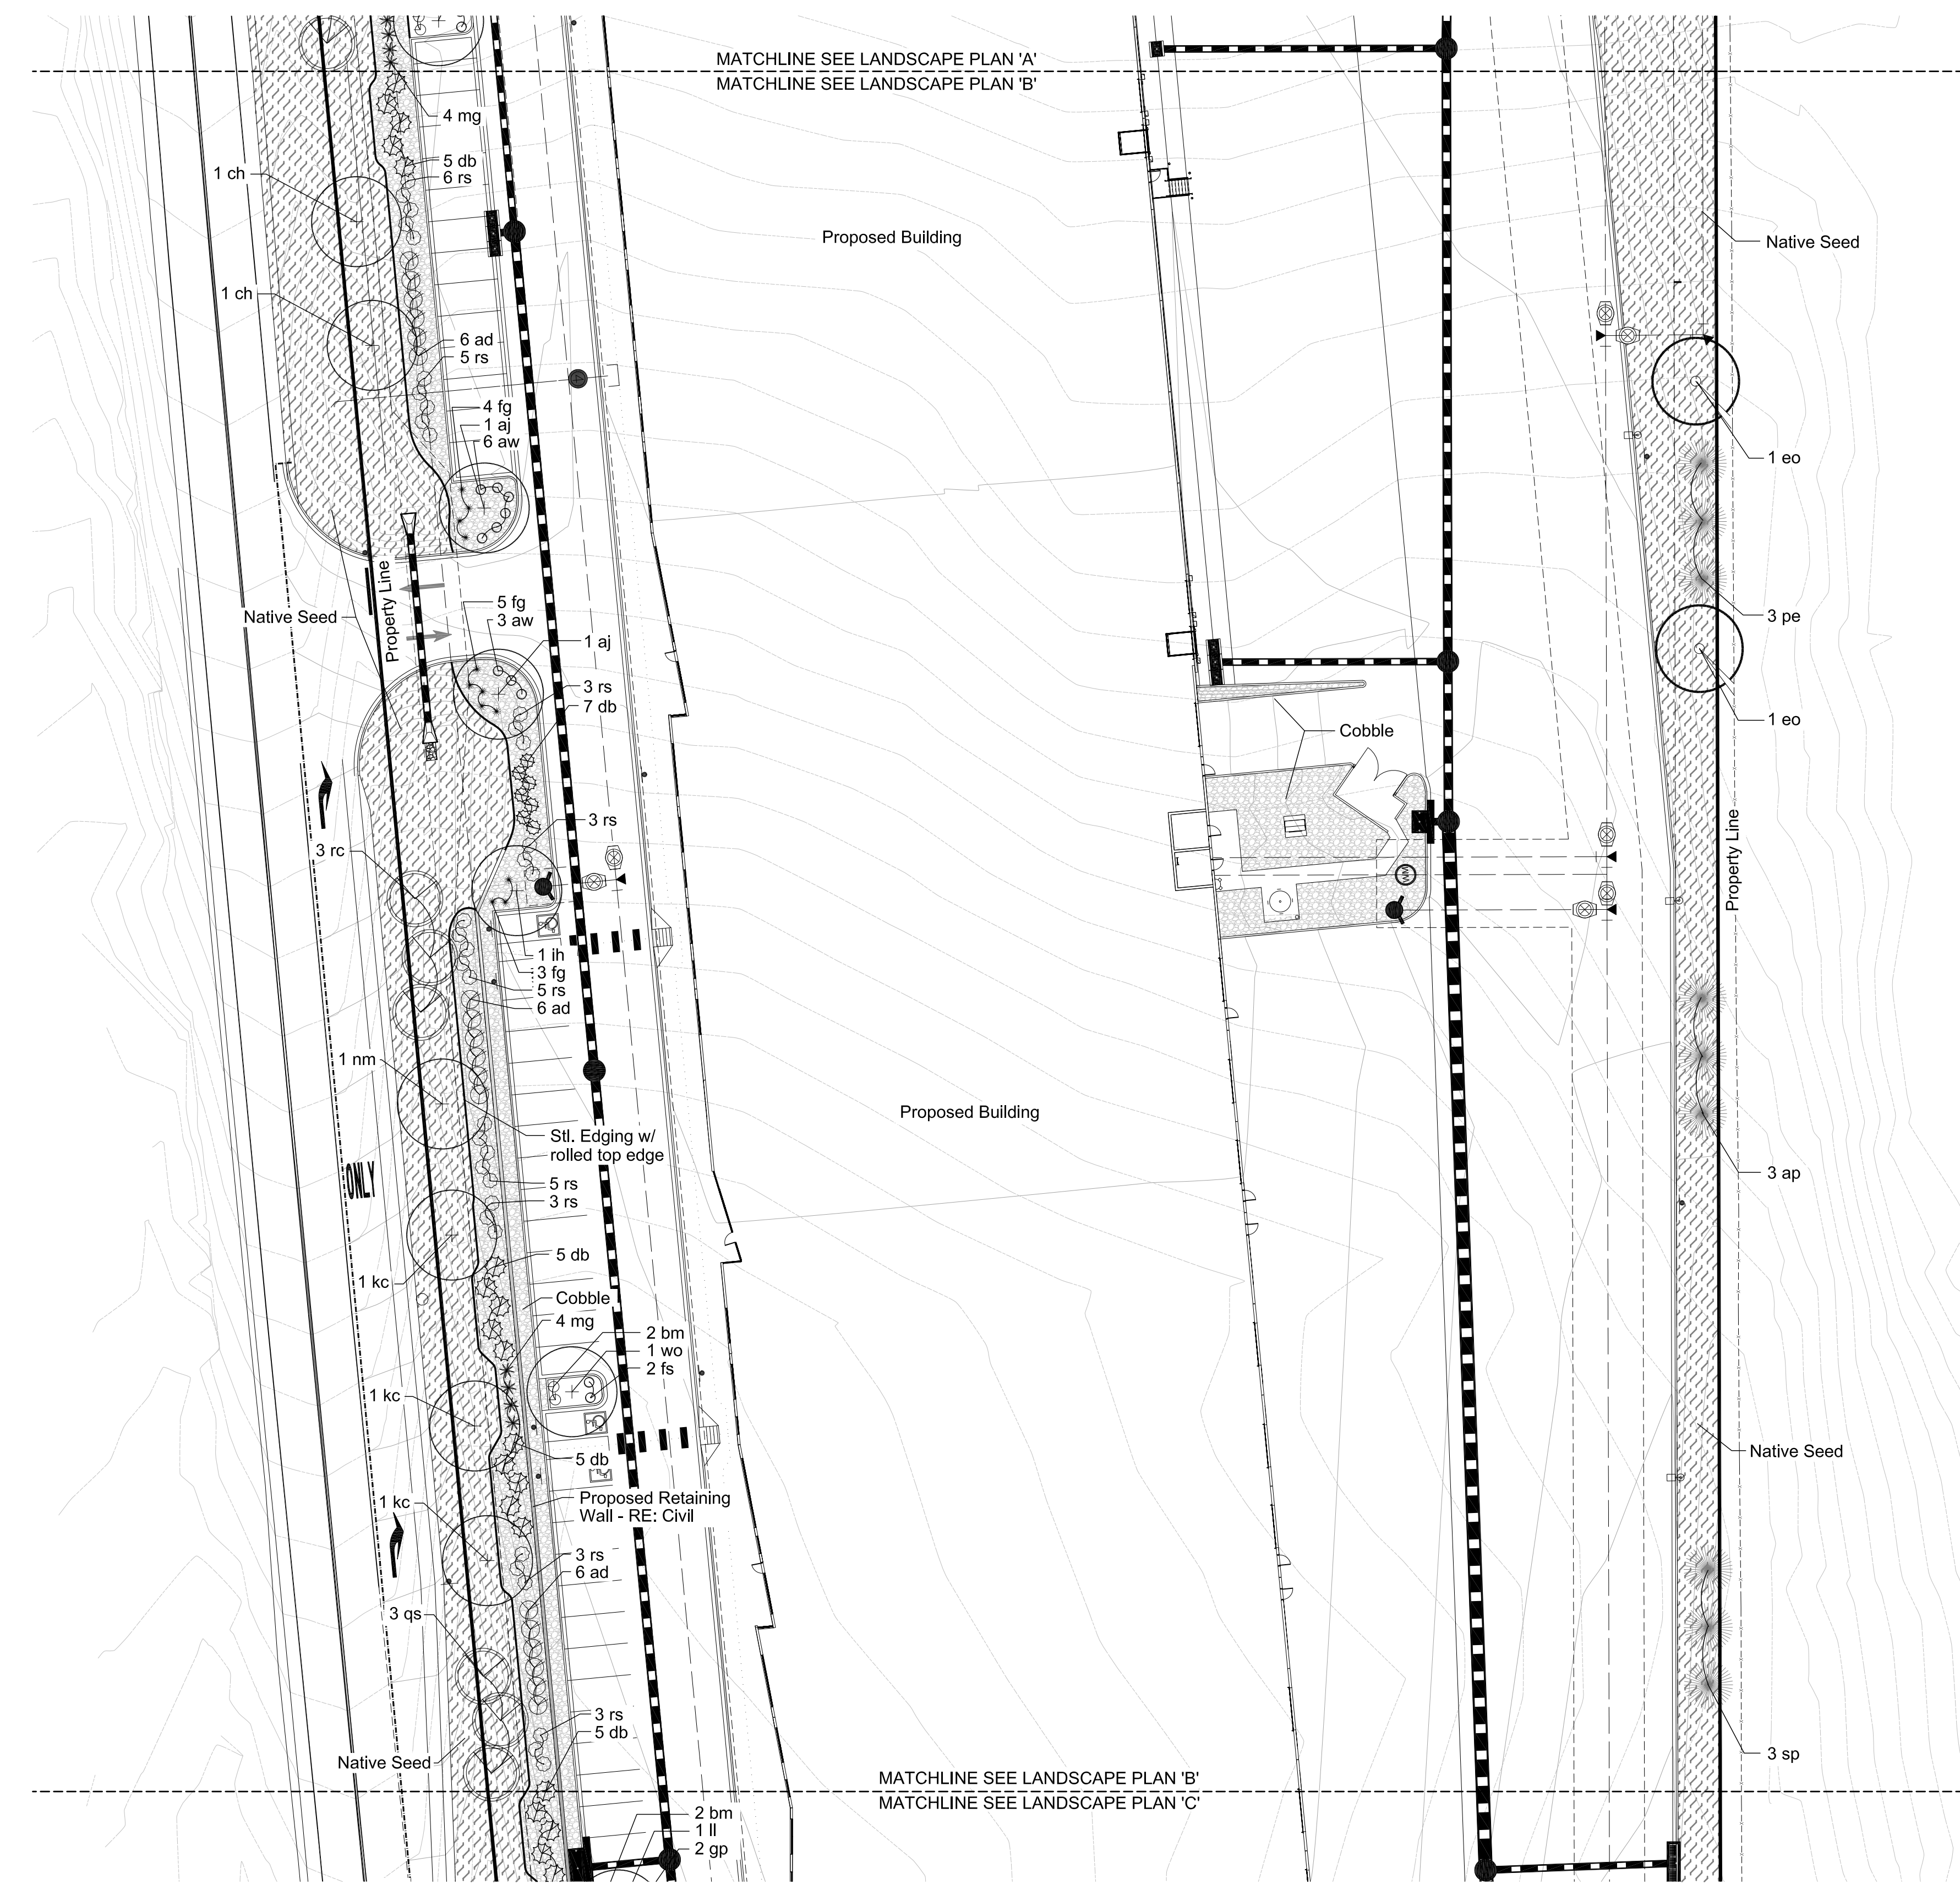 MATCHLINE SEE LANDSCAPE PLAN 'A'
MATCHLINE SEE LANDSCAPE PLAN 'B'
4 mg
5 db
6 rs
1 ch
Proposed Building
Native Seed
1 ch
6 ad
5 rs
4 fg
1 aj
6 aw
1 eo
Property Line
Native Seed
5 fg
3 aw
1 aj
3 pe
3 rs
7 db
1 eo
Cobble
3 rs
3 rc
Property Line
WM
1 ih
3 fg
5 rs
6 ad
1 nm
Proposed Building
Stl. Edging w/
rolled top edge
ONLY
5 rs
3 rs
3 ap
5 db
1 kc
Cobble
4 mg
2 bm
1 wo
2 fs
1 kc
5 db
Native Seed
1 kc
Proposed Retaining
Wall - RE: Civil
3 rs
6 ad
3 qs
3 rs
5 db
Native Seed
3 sp
MATCHLINE SEE LANDSCAPE PLAN 'B'
MATCHLINE SEE LANDSCAPE PLAN 'C'
2 bm
1 ll
2 gp